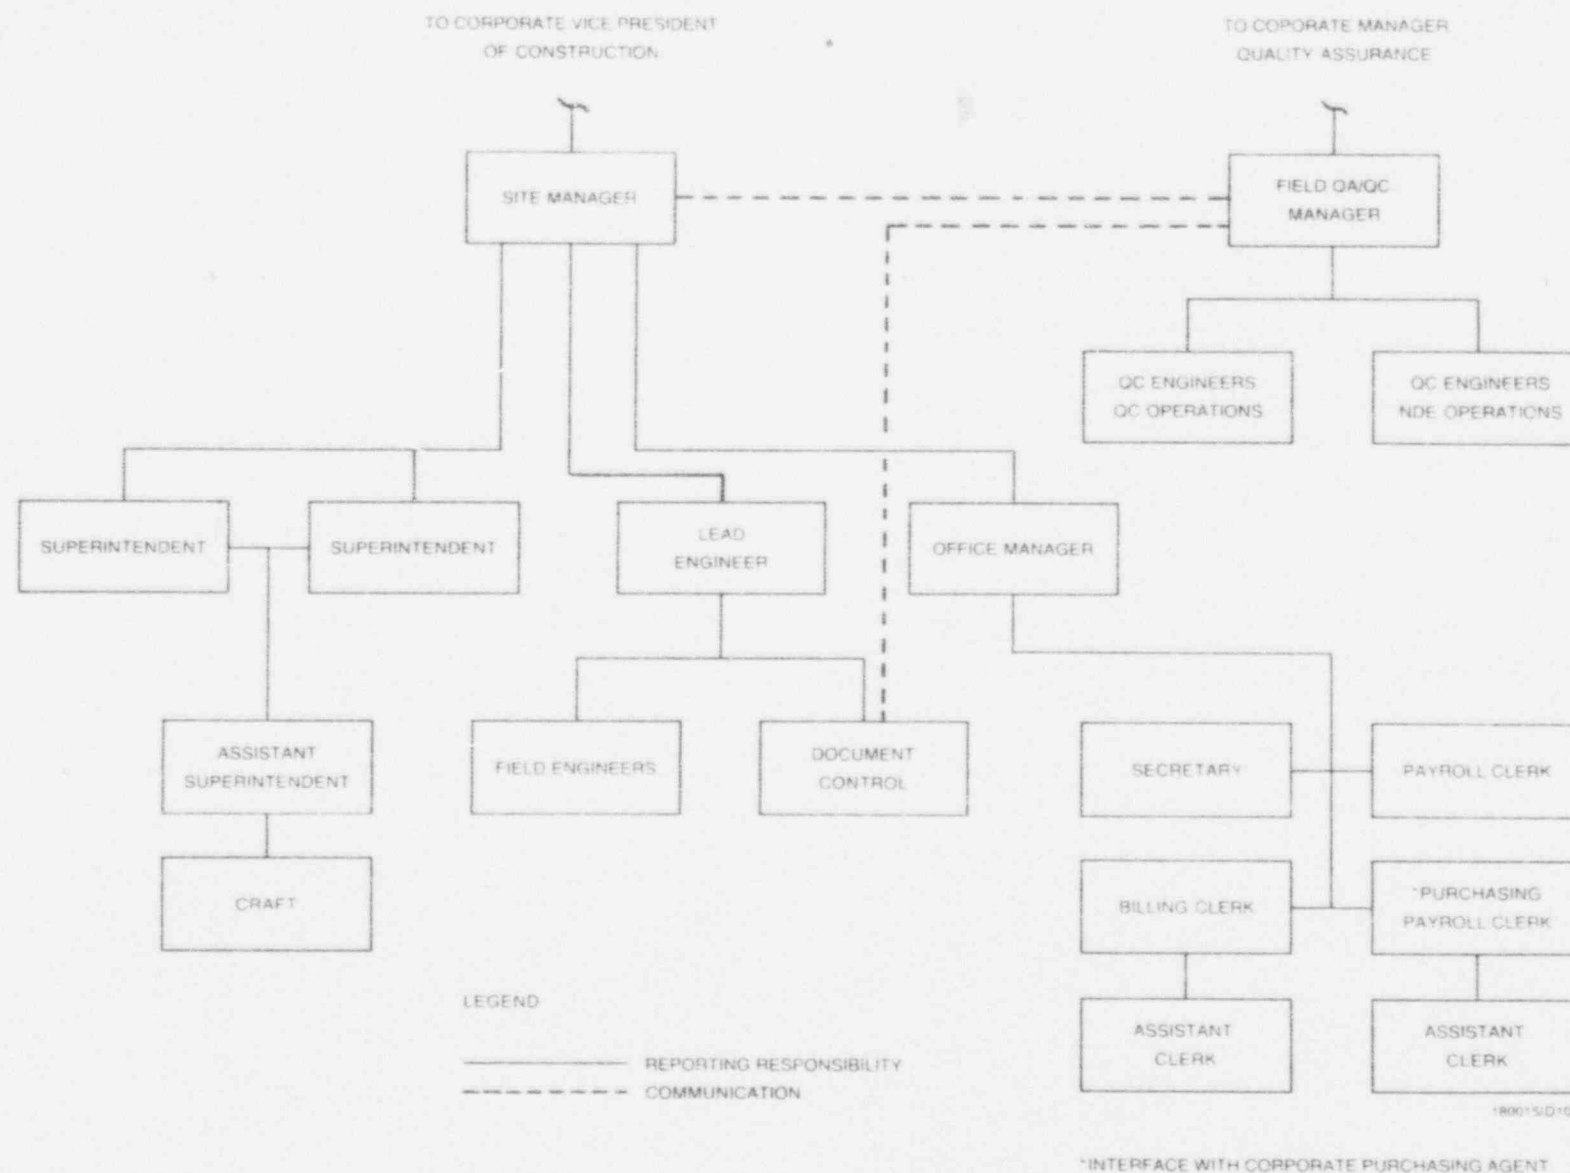 TO CORPORATE VICE PRESIDENT
OF CONSTRUCTION
TO COPORATE MANAGER
QUALITY ASSURANCE
SITE MANAGER
FIELD QA/QC
MANAGER
QC ENGINEERS
QC OPERATIONS
QC ENGINEERS
NDE OPERATIONS
SUPERINTENDENT
SUPERINTENDENT
LEAD
ENGINEER
OFFICE MANAGER
ASSISTANT
SUPERINTENDENT
FIELD ENGINEERS
DOCUMENT
CONTROL
SECRETARY
PAYROLL CLERK
CRAFT
BILLING CLERK
*PURCHASING
PAYROLL CLERK
ASSISTANT
CLERK
ASSISTANT
CLERK
LEGEND
REPORTING RESPONSIBILITY
COMMUNICATION
*INTERFACE WITH CORPORATE PURCHASING AGENT